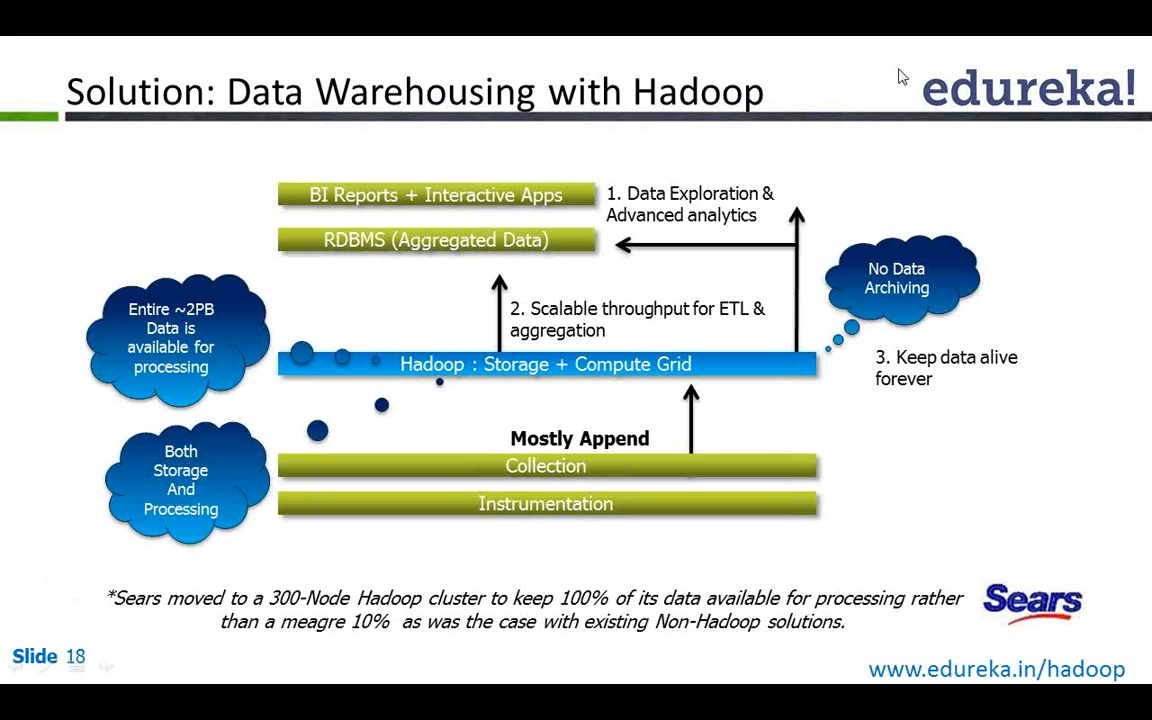 Solution: Data Warehousing with Hadoop
edureka!
BI Reports + Interactive Apps
1. Data Exploration &
Advanced analytics
RDBMS (Aggregated Data)
No Data
Archiving
Entire ~2PB
Data is
available for
processing
2. Scalable throughput for ETL &
aggregation
Hadoop : Storage + Compute Grid
3. Keep data alive
forever
Both
Storage
And
Processing
Mostly Append
Collection
Instrumentation
*Sears moved to a 300-Node Hadoop cluster to keep 100% of its data available for processing rather
than a meagre 10% as was the case with existing Non-Hadoop solutions.
Sears
Slide 18
www.edureka.in/hadoop